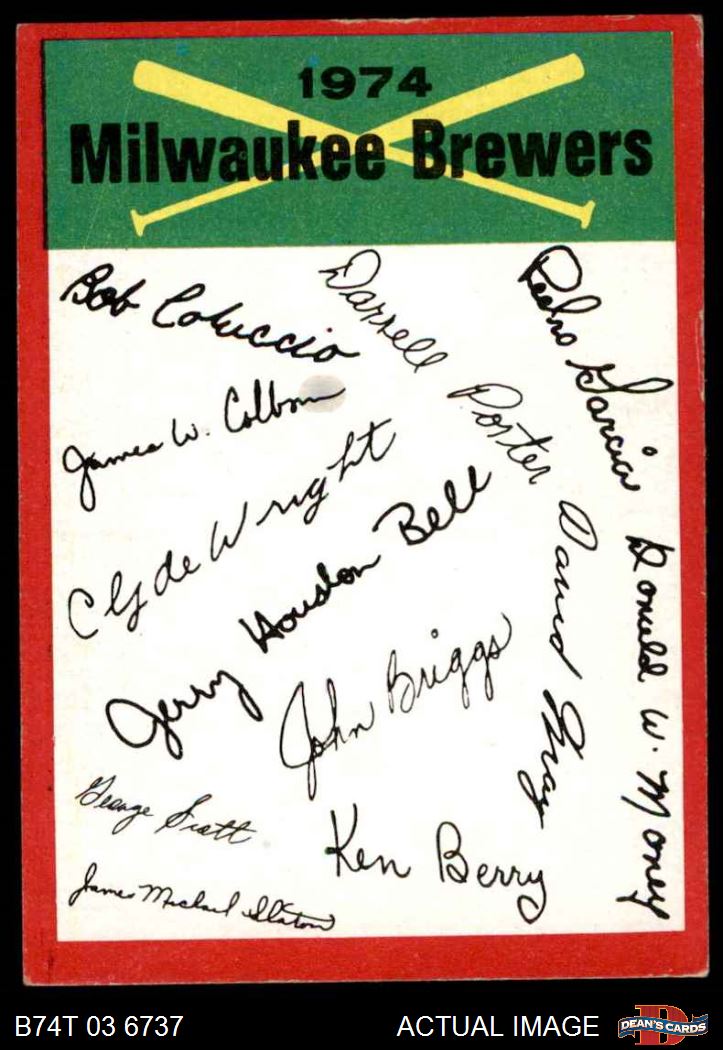 1974
Milwaukee Brewers
Bob Coluccio
Darrell Porter
Pedro Garcia
James W. Colborn
Clyde Wright
Jerry Houston Bell
David May
Donald W. Money
John Briggs
George Scott
Ken Berry
James Michael Slaton
B74T 03 6737
ACTUAL IMAGE
D
DEAN'S CARDS